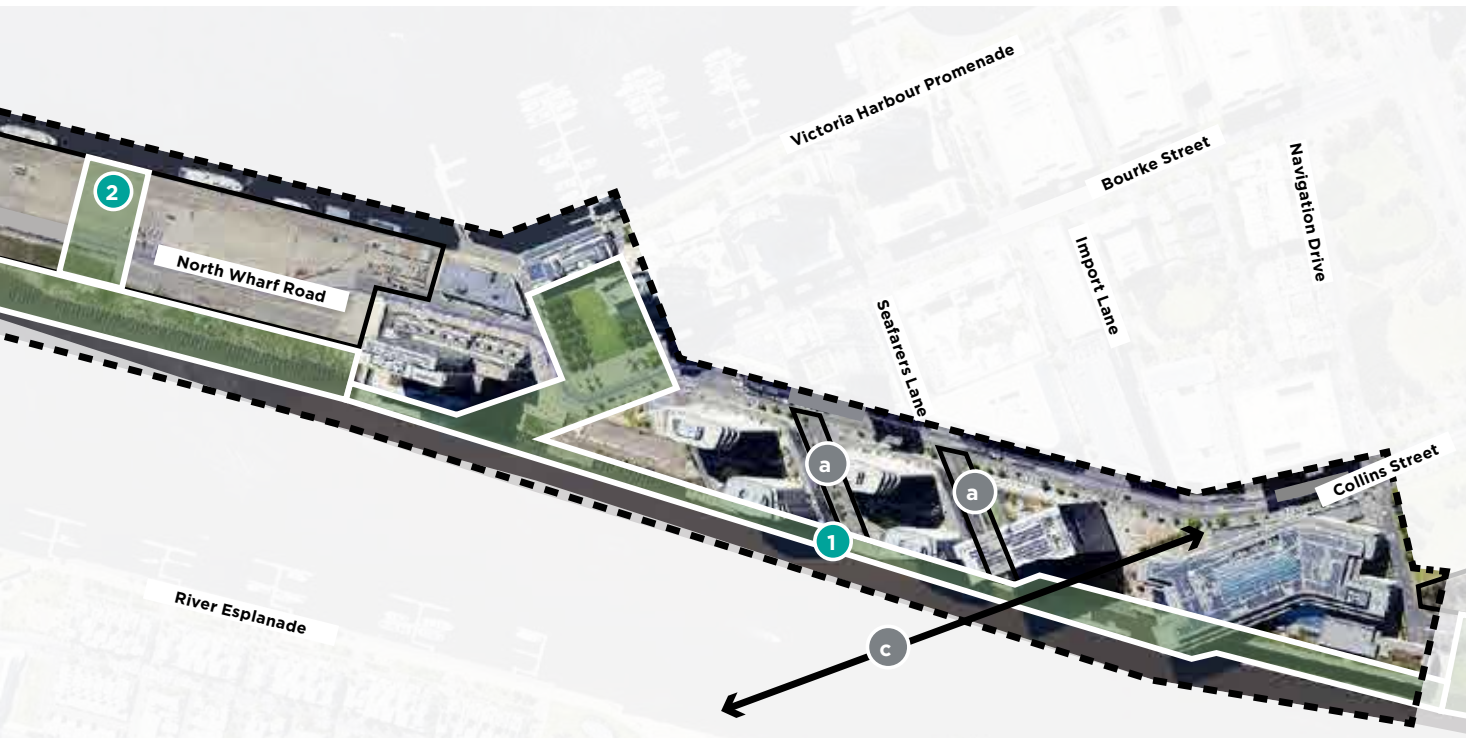 Victoria Harbour Promenade
Bourke Street
Navigation Drive
2
North Wharf Road
Import Lane
Seafarers Lane
a
a
Collins Street
1
c
River Esplanade